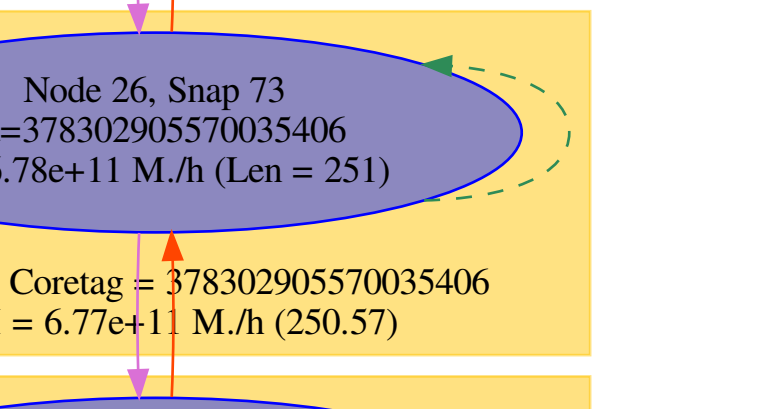 Node 26, Snap 73
=378302905570035406
.78e+11 M./h (Len = 251)
Coretag = 378302905570035406
= 6.77e+11 M./h (250.57)